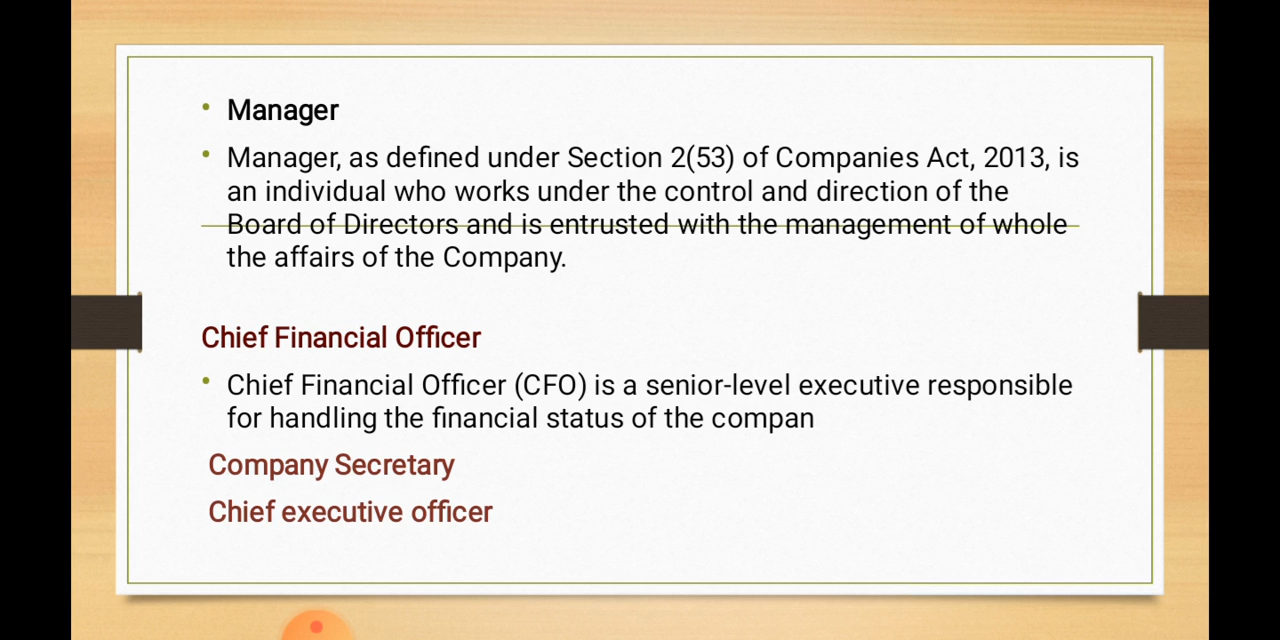 Manager
Manager, as defined under Section 2(53) of Companies Act, 2013, is
an individual who works under the control and direction of the
Board of Directors and is entrusted with the management of whole
the affairs of the Company.
Chief Financial Officer
Chief Financial Officer (CFO) is a senior-level executive responsible
for handling the financial status of the compan
Company Secretary
Chief executive officer